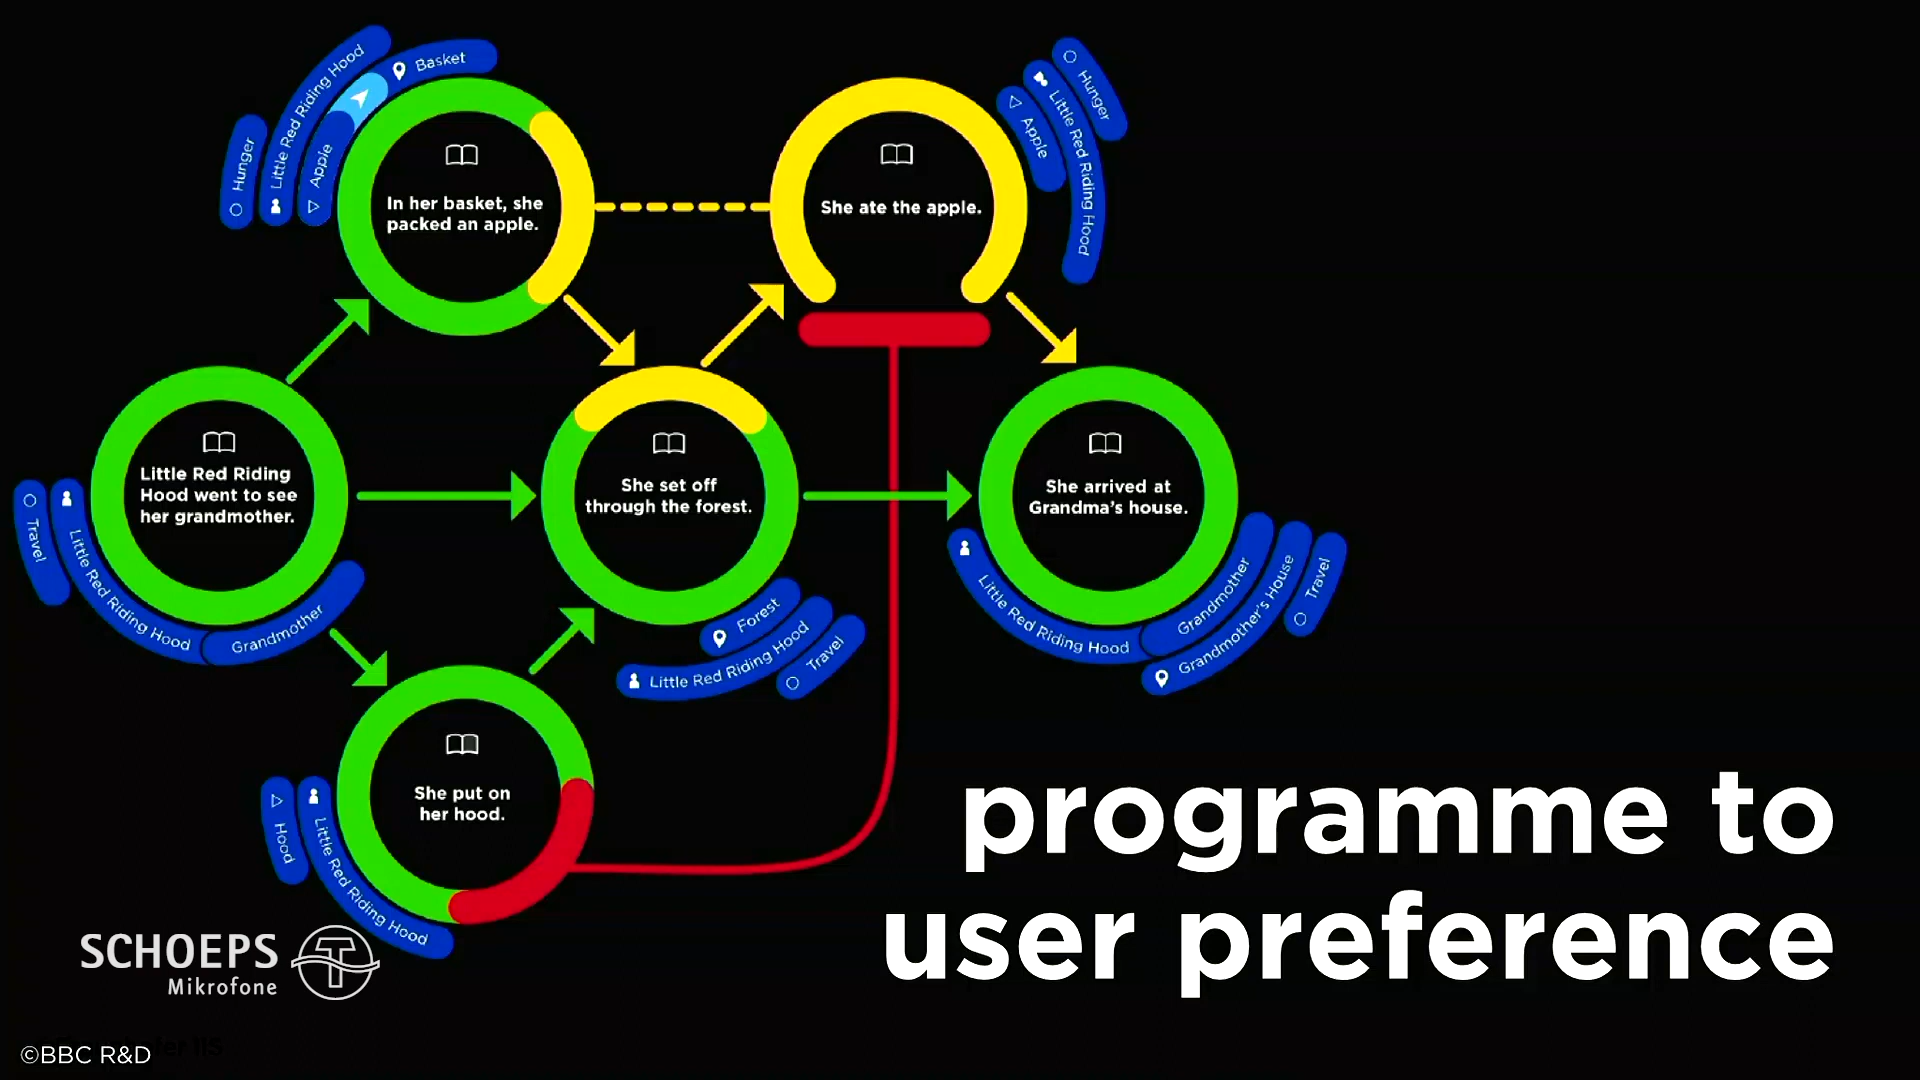 Basket
Little Red Riding Hood
Hunger
Apple
In her basket, she
packed an apple.
She ate the apple.
Hunger
Little Red Riding Hood
Apple
Little Red Riding
Hood went to see
her grandmother.
Travel
Little Red Riding Hood
Grandmother
She set off
through the forest.
Forest
Little Red Riding Hood
Travel
She arrived at
Grandma's house.
Little Red Riding Hood
Grandmother
Grandmother's House
Travel
She put on
her hood.
Hood
Little Red Riding Hood
programme to
user preference
SCHOEPS
Mikrofone
©BBC R&D